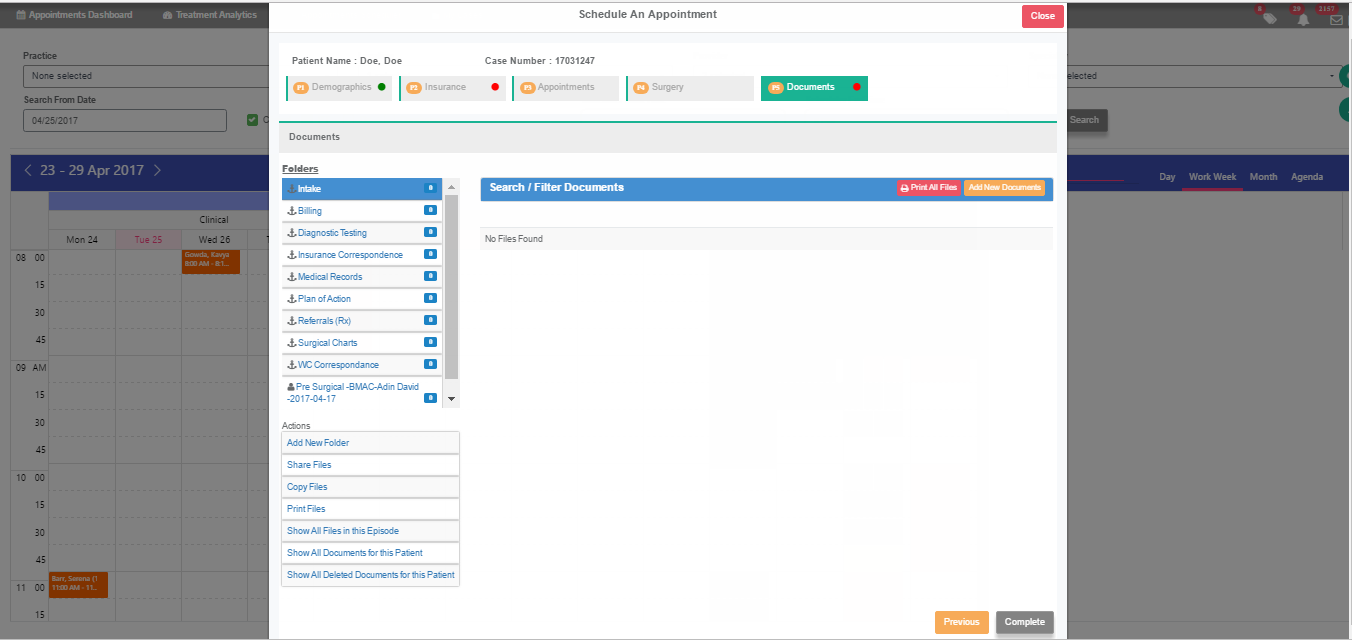 Appointments Dashboard
Treatment Analytics
Schedule An Appointment
Close
8
29
2197
Practice
None selected
elected
Search From Date
04/25/2017
C
Search
Patient Name : Doe, Doe
Case Number : 17031247
P1 Demographics
P2 Insurance
P3 Appointments
P4 Surgery
P5 Documents
Documents
23 - 29 Apr 2017
Day
Work Week
Month
Agenda
Clinical
Mon 24
Tue 25
Wed 26
T
08 00
15
30
45
09 AM
15
30
45
10 00
15
30
45
11 00
15
Gowda, Kavya
8:00 AM - 8:1...
Barr, Serena (1
11:00 AM - 11...
Folders
Intake 0
Billing 0
Diagnostic Testing 0
Insurance Correspondence 0
Medical Records 0
Plan of Action 0
Referrals (Rx) 0
Surgical Charts 0
WC Correspondance 0
Pre Surgical -BMAC-Adin David
-2017-04-17 0
Search / Filter Documents
Print All Files
Add New Documents
No Files Found
Actions
Add New Folder
Share Files
Copy Files
Print Files
Show All Files in this Episode
Show All Documents for this Patient
Show All Deleted Documents for this Patient
Previous
Complete